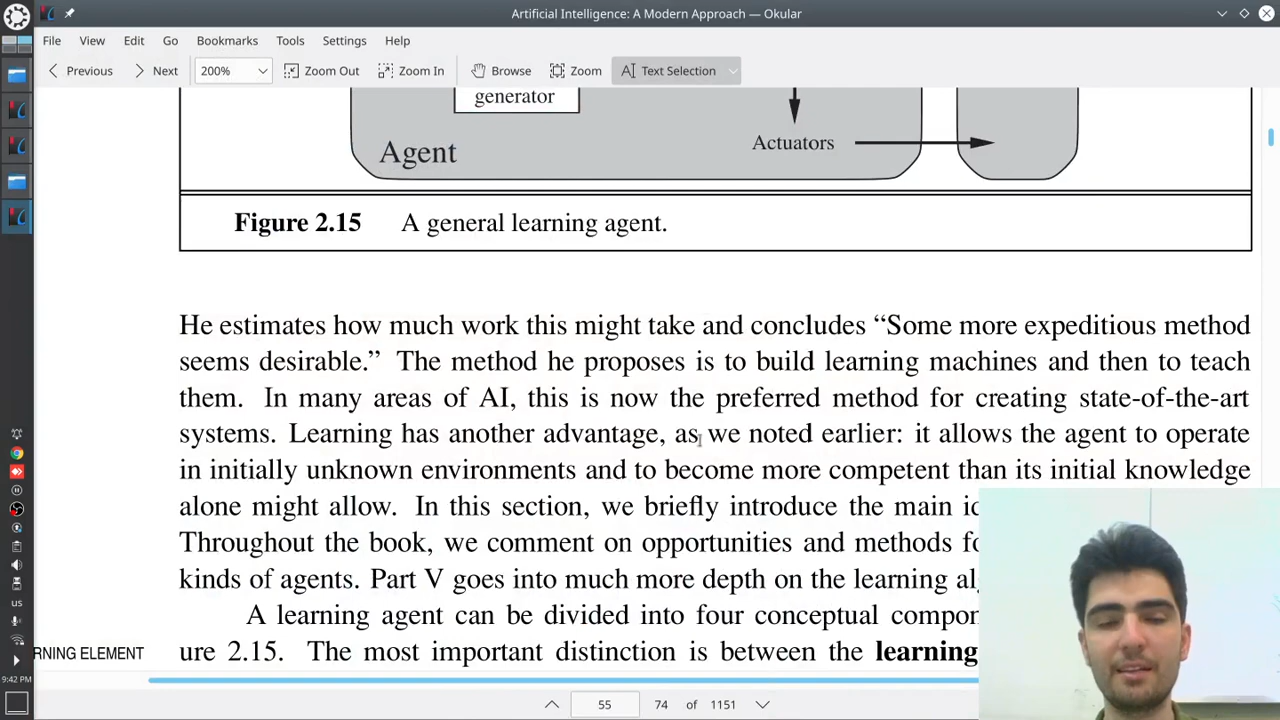 Artificial Intelligence: A Modern Approach — Okular
File View Edit Go Bookmarks Tools Settings Help
Previous Next 200% Zoom Out Zoom In Browse Zoom Text Selection
generator
Actuators
Agent
Figure 2.15 A general learning agent.
He estimates how much work this might take and concludes “Some more expeditious method
seems desirable.” The method he proposes is to build learning machines and then to teach
them. In many areas of AI, this is now the preferred method for creating state-of-the-art
systems. Learning has another advantage, as we noted earlier: it allows the agent to operate
in initially unknown environments and to become more competent than its initial knowledge
alone might allow. In this section, we briefly introduce the main
Throughout the book, we comment on opportunities and methods
kinds of agents. Part V goes into much more depth on the learning
A learning agent can be divided into four conceptual
ure 2.15. The most important distinction is between the learning
RNING ELEMENT
us
9:42 PM
55 74 of 1151